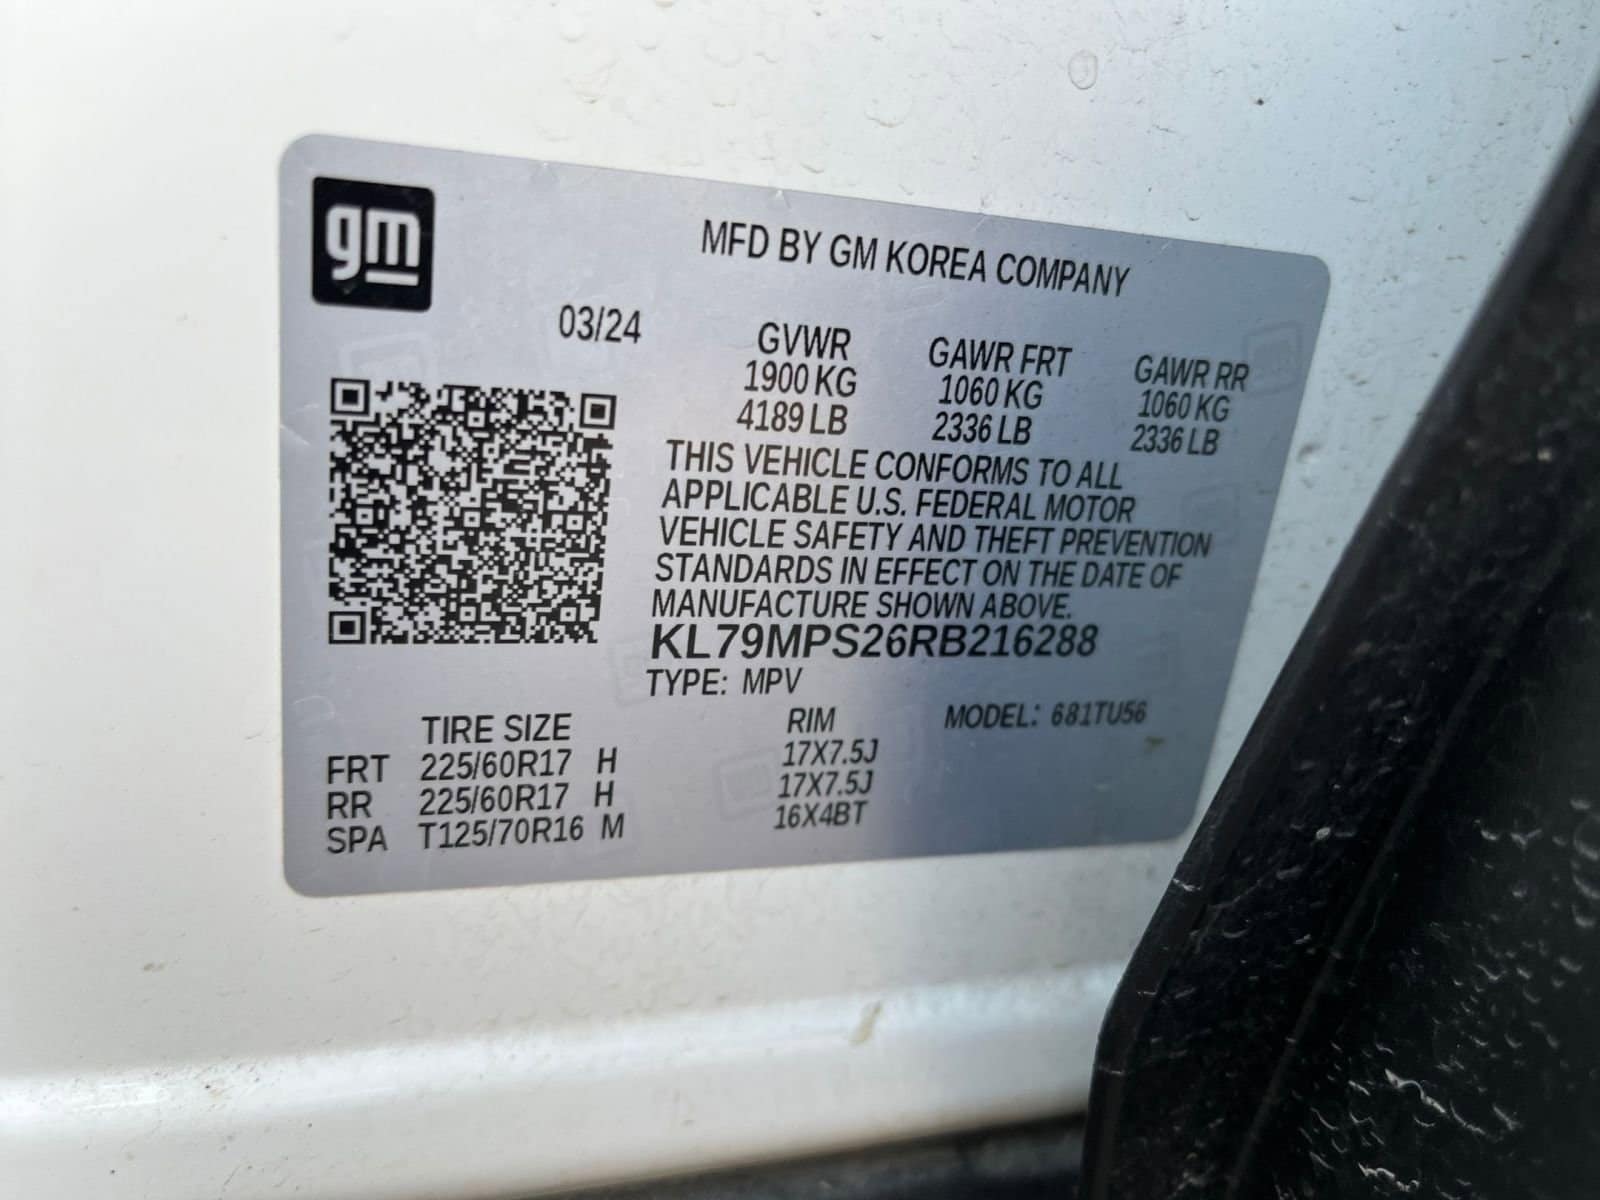 gm
MFD BY GM KOREA COMPANY
03/24
GVWR GAWR FRT GAWR RR
1900 KG 1060 KG 1060 KG
4189 LB 2336 LB 2336 LB
THIS VEHICLE CONFORMS TO ALL
APPLICABLE U.S. FEDERAL MOTOR
VEHICLE SAFETY AND THEFT PREVENTION
STANDARDS IN EFFECT ON THE DATE OF
MANUFACTURE SHOWN ABOVE.
KL79MPS26RB216288
TYPE: MPV
TIRE SIZE RIM MODEL: 681TU56
FRT 225/60R17 H 17X7.5J
RR 225/60R17 H 17X7.5J
SPA T125/70R16 M 16X4BT